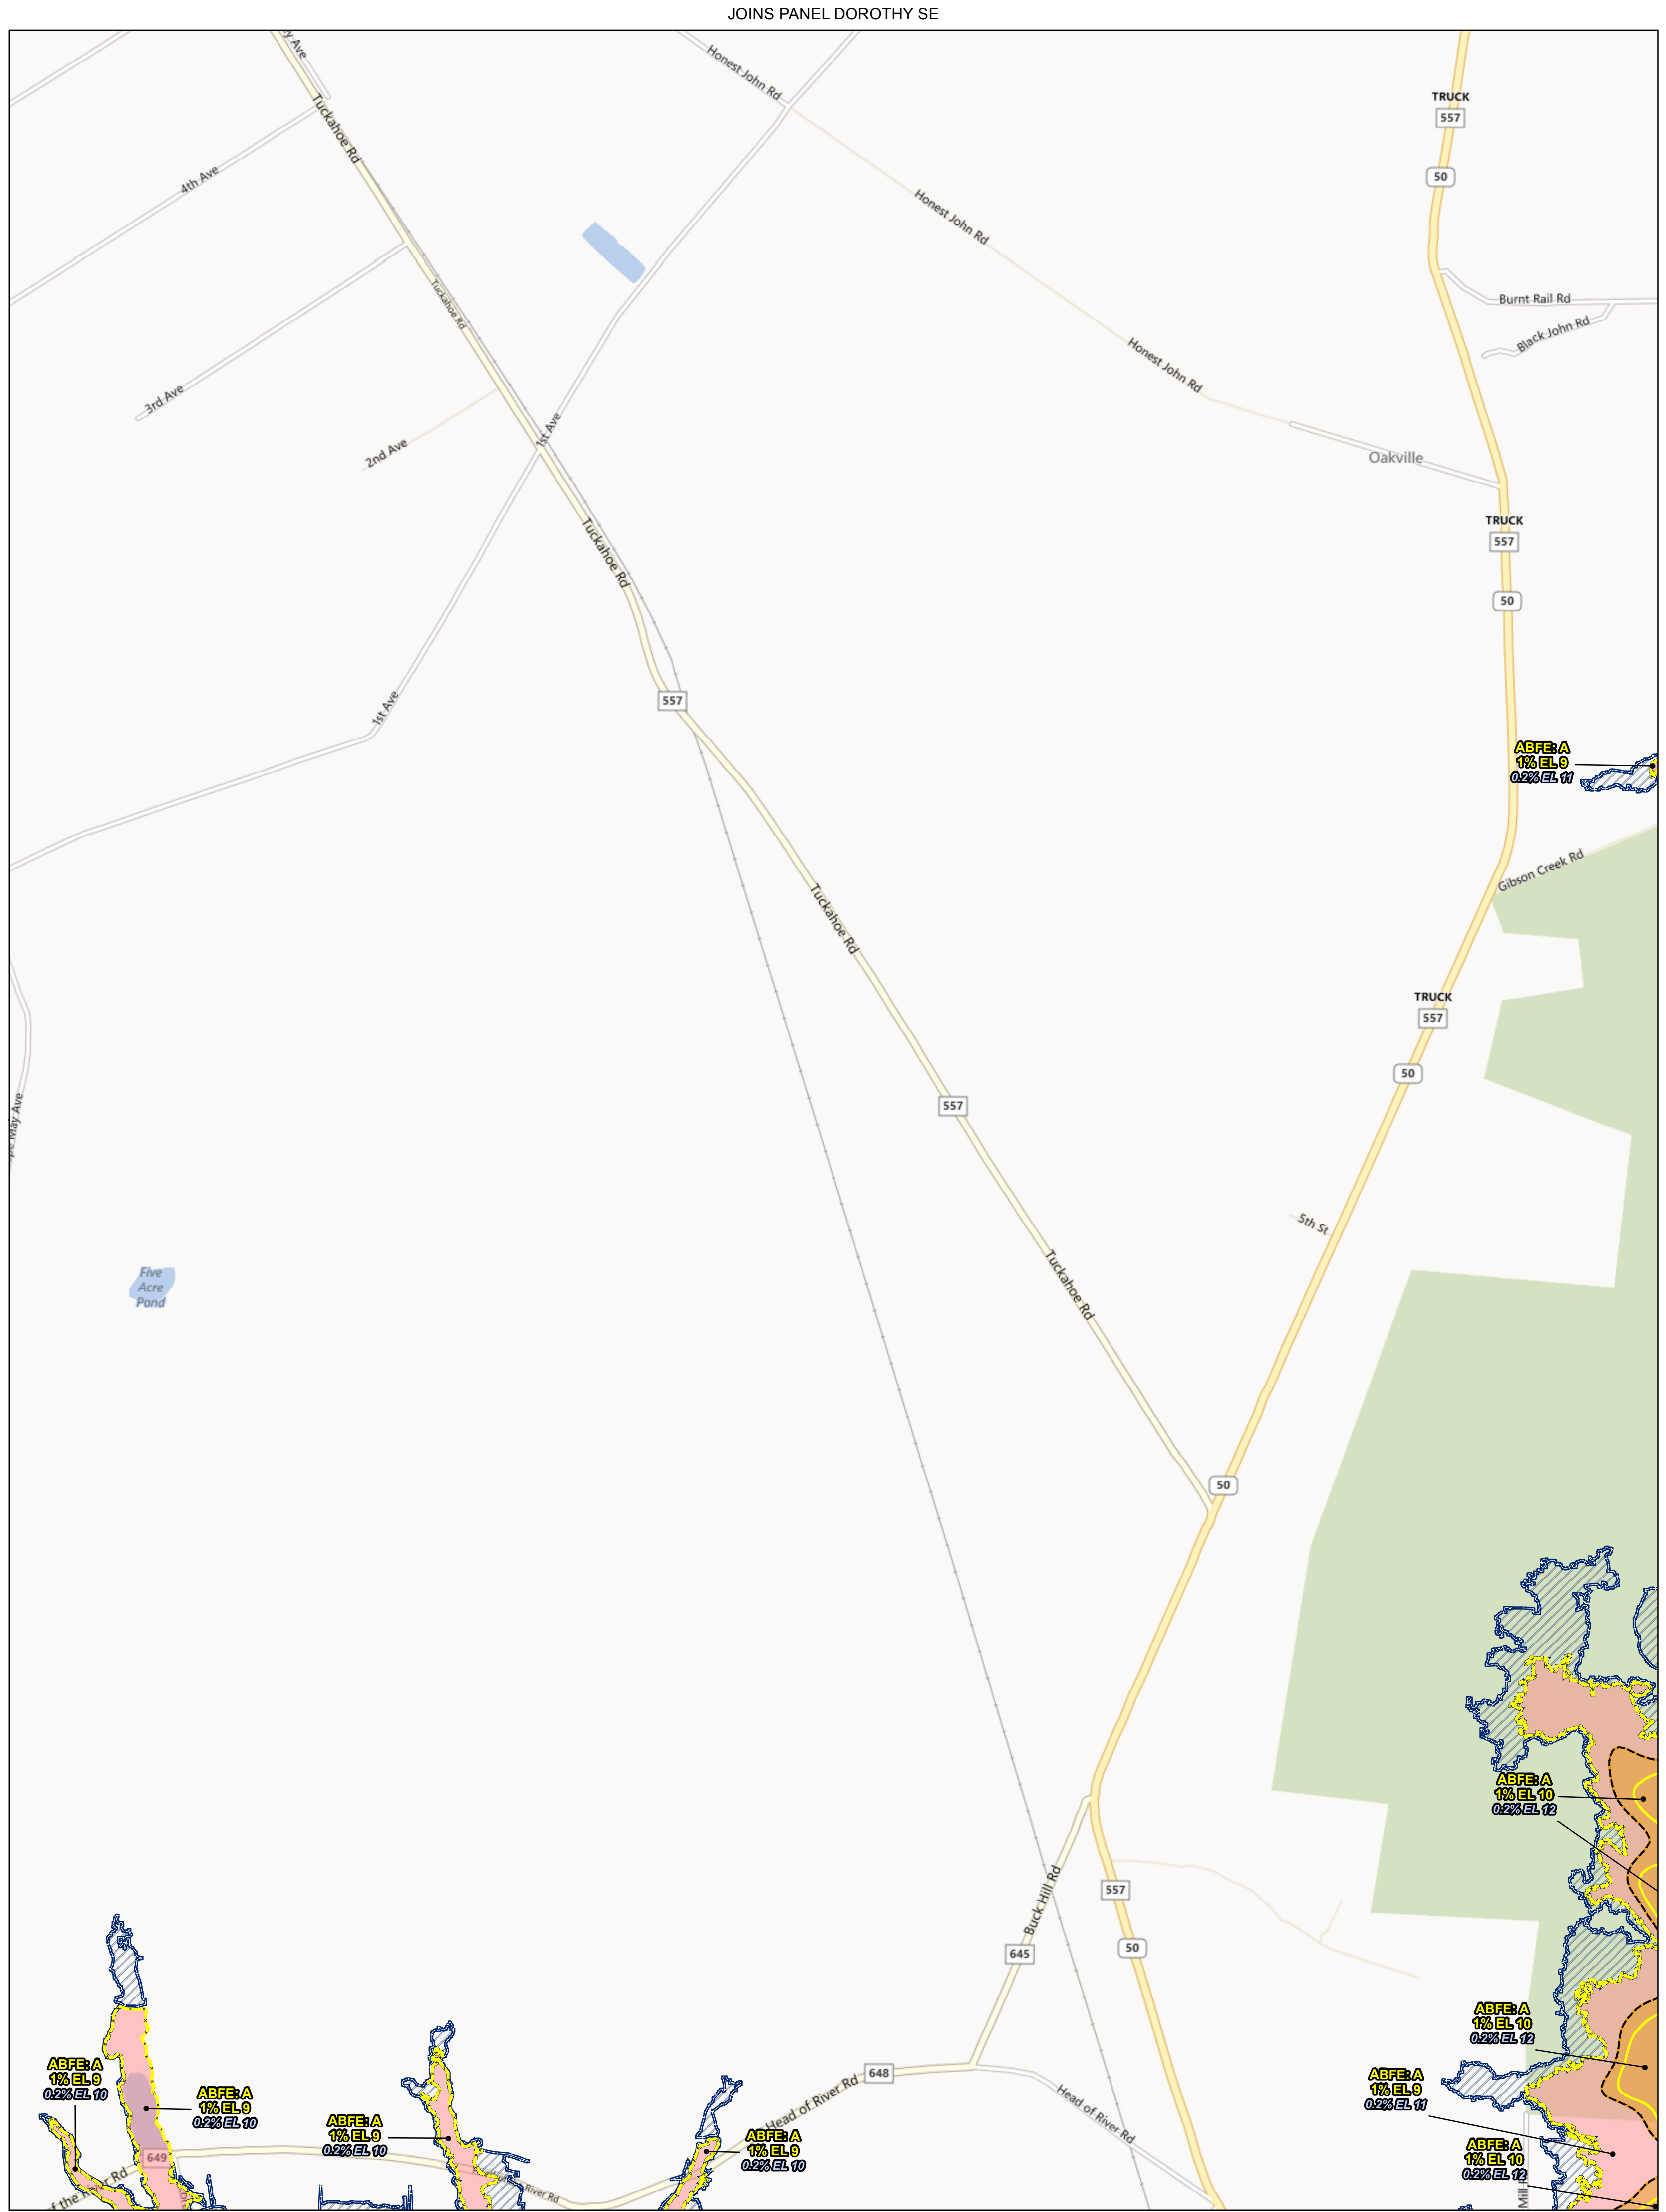 JOINS PANEL DOROTHY SE
Honest John Rd
Tuckahoe Rd
TRUCK
557
50
4th Ave
Honest John Rd
Tuckahoe Rd
Burnt Rail Rd
Black John Rd
Honest John Rd
3rd Ave
1st Ave
2nd Ave
Oakville
TRUCK
557
Tuckahoe Rd
50
557
1st Ave
ABFE: A
1% EL 9
0.2% EL 11
Gibson Creek Rd
Tuckahoe Rd
TRUCK
557
50
May Ave
557
5th St
Five
Acre
Pond
Tuckahoe Rd
50
ABFE: A
1% EL 10
0.2% EL 12
Buck Hill Rd
557
645
50
ABFE: A
1% EL 10
0.2% EL 12
ABFE: A
1% EL 9
0.2% EL 10
648
ABFE: A
1% EL 9
0.2% EL 11
ABFE: A
1% EL 9
0.2% EL 10
Head of River Rd
Head of River Rd
ABFE: A
1% EL 9
0.2% EL 10
ABFE: A
1% EL 9
0.2% EL 10
ABFE: A
1% EL 10
0.2% EL 12
649
of the River Rd
River Rd
Mill